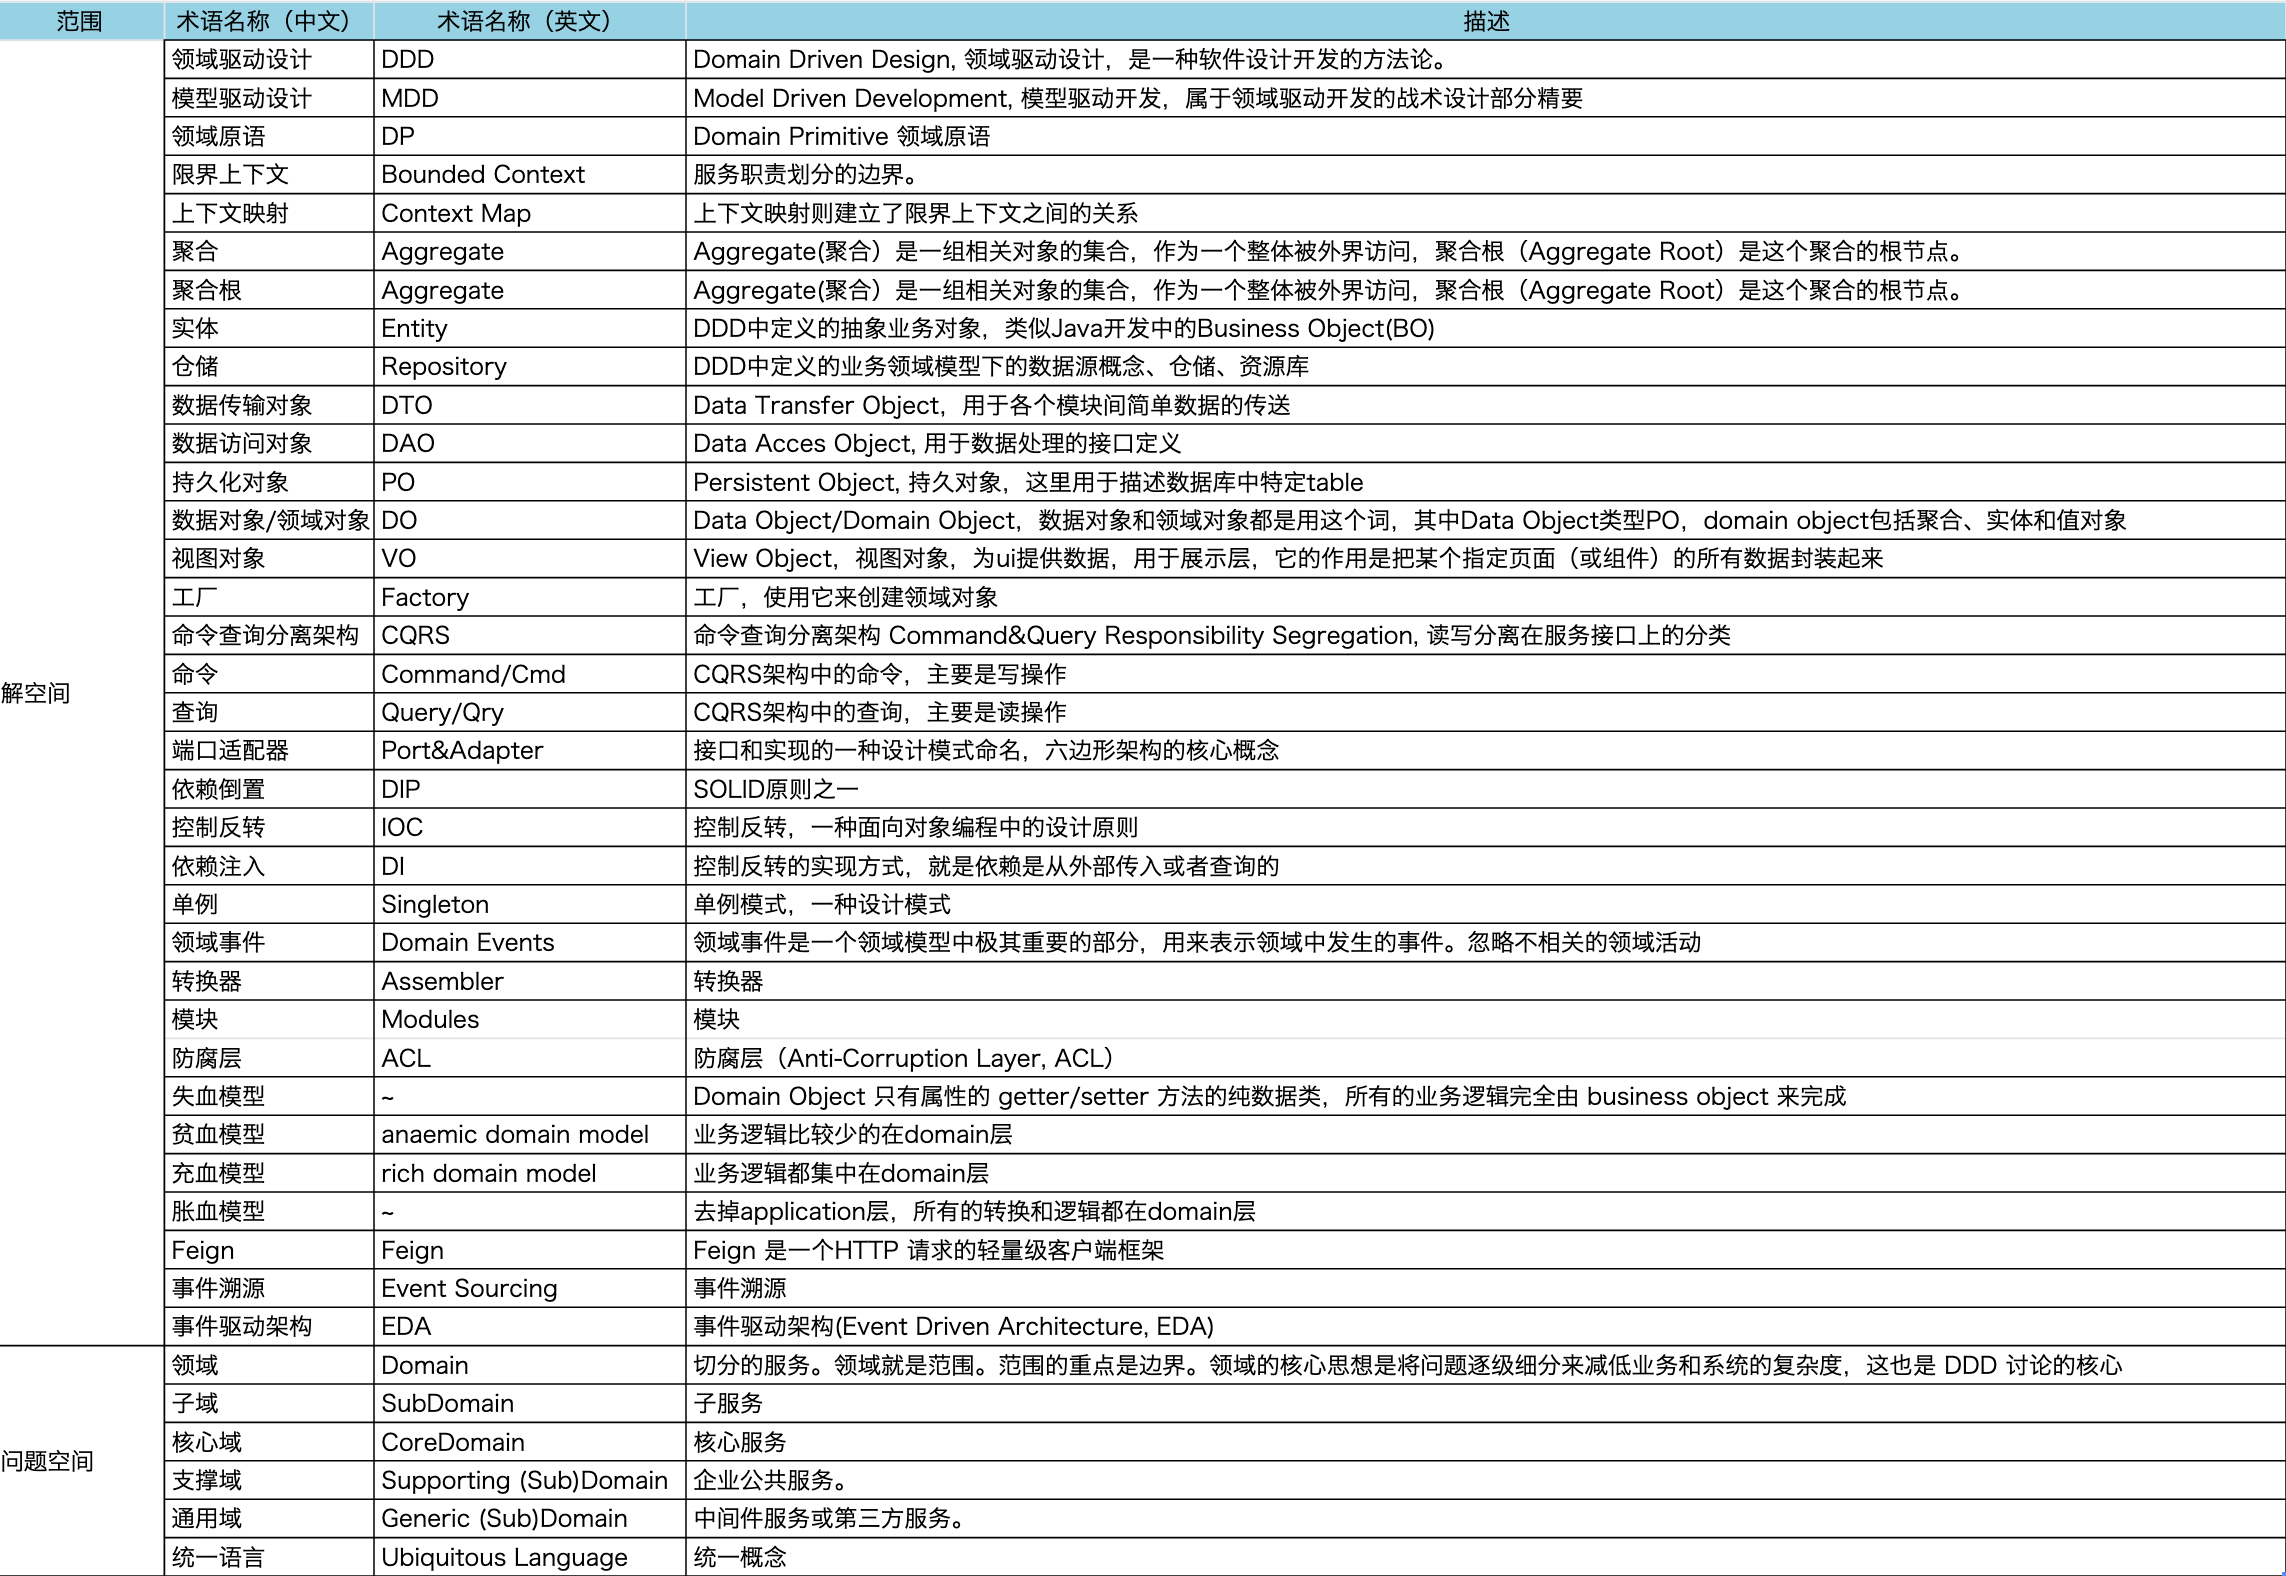 范围 术语名称（中文） 术语名称（英文） 描述
领域驱动设计 DDD Domain Driven Design, 领域驱动设计，是一种软件设计开发的方法论。
模型驱动设计 MDD Model Driven Development, 模型驱动开发，属于领域驱动开发的战术设计部分精要
领域原语 DP Domain Primitive 领域原语
限界上下文 Bounded Context 服务职责划分的边界。
上下文映射 Context Map 上下文映射则建立了限界上下文之间的关系
聚合 Aggregate Aggregate(聚合）是一组相关对象的集合，作为一个整体被外界访问，聚合根（Aggregate Root）是这个聚合的根节点。
聚合根 Aggregate Aggregate(聚合）是一组相关对象的集合，作为一个整体被外界访问，聚合根（Aggregate Root）是这个聚合的根节点。
实体 Entity DDD中定义的抽象业务对象，类似Java开发中的Business Object(BO)
仓储 Repository DDD中定义的业务领域模型下的数据源概念、仓储、资源库
数据传输对象 DTO Data Transfer Object，用于各个模块间简单数据的传送
数据访问对象 DAO Data Acces Object, 用于数据处理的接口定义
持久化对象 PO Persistent Object, 持久对象，这里用于描述数据库中特定table
数据对象/领域对象 DO Data Object/Domain Object，数据对象和领域对象都是用这个词，其中Data Object类型PO，domain object包括聚合、实体和值对象
视图对象 VO View Object，视图对象，为ui提供数据，用于展示层，它的作用是把某个指定页面（或组件）的所有数据封装起来
工厂 Factory 工厂，使用它来创建领域对象
命令查询分离架构 CQRS 命令查询分离架构 Command&Query Responsibility Segregation, 读写分离在服务接口上的分类
命令 Command/Cmd CQRS架构中的命令，主要是写操作
解空间
查询 Query/Qry CQRS架构中的查询，主要是读操作
端口适配器 Port&Adapter 接口和实现的一种设计模式命名，六边形架构的核心概念
依赖倒置 DIP SOLID原则之一
控制反转 IOC 控制反转，一种面向对象编程中的设计原则
依赖注入 DI 控制反转的实现方式，就是依赖是从外部传入或者查询的
单例 Singleton 单例模式，一种设计模式
领域事件 Domain Events 领域事件是一个领域模型中极其重要的部分，用来表示领域中发生的事件。忽略不相关的领域活动
转换器 Assembler 转换器
模块 Modules 模块
防腐层 ACL 防腐层（Anti-Corruption Layer, ACL）
失血模型 ~ Domain Object 只有属性的 getter/setter 方法的纯数据类，所有的业务逻辑完全由 business object 来完成
贫血模型 anaemic domain model 业务逻辑比较少的在domain层
充血模型 rich domain model 业务逻辑都集中在domain层
胀血模型 ~ 去掉application层，所有的转换和逻辑都在domain层
Feign Feign Feign 是一个HTTP 请求的轻量级客户端框架
事件溯源 Event Sourcing 事件溯源
事件驱动架构 EDA 事件驱动架构(Event Driven Architecture, EDA)
领域 Domain 切分的服务。领域就是范围。范围的重点是边界。领域的核心思想是将问题逐级细分来减低业务和系统的复杂度，这也是 DDD 讨论的核心
子域 SubDomain 子服务
核心域 CoreDomain 核心服务
问题空间
支撑域 Supporting (Sub)Domain 企业公共服务。
通用域 Generic (Sub)Domain 中间件服务或第三方服务。
统一语言 Ubiquitous Language 统一概念